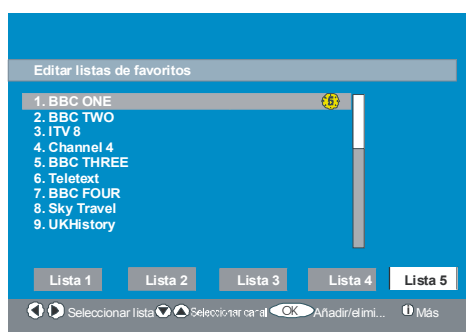 Editar listas de favoritos
1. BBC ONE 6
2. BBC TWO
3. ITV 8
4. Channel 4
5. BBC THREE
6. Teletext
7. BBC FOUR
8. Sky Travel
9. UKHistory
Lista 1 Lista 2 Lista 3 Lista 4 Lista 5
Seleccionar lista Seleccionar canal OK Añadir/elimi... i Más